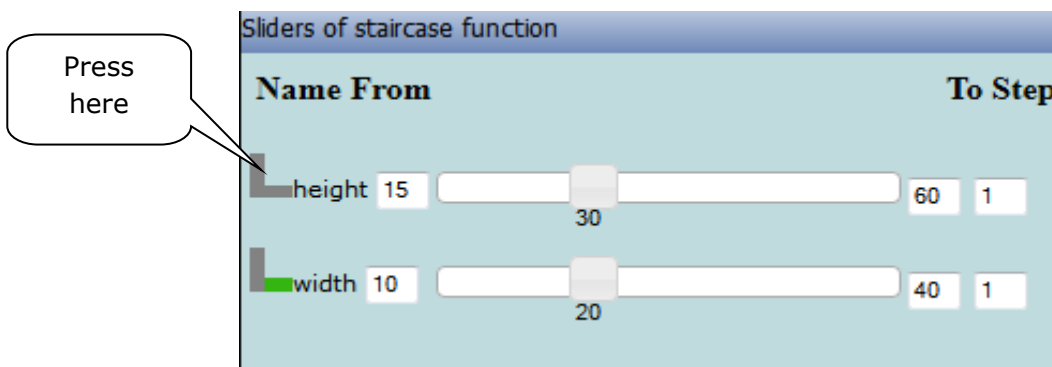 Sliders of staircase function
Press
here
Name From To Step
height 15 60 1
30
width 10 40 1
20